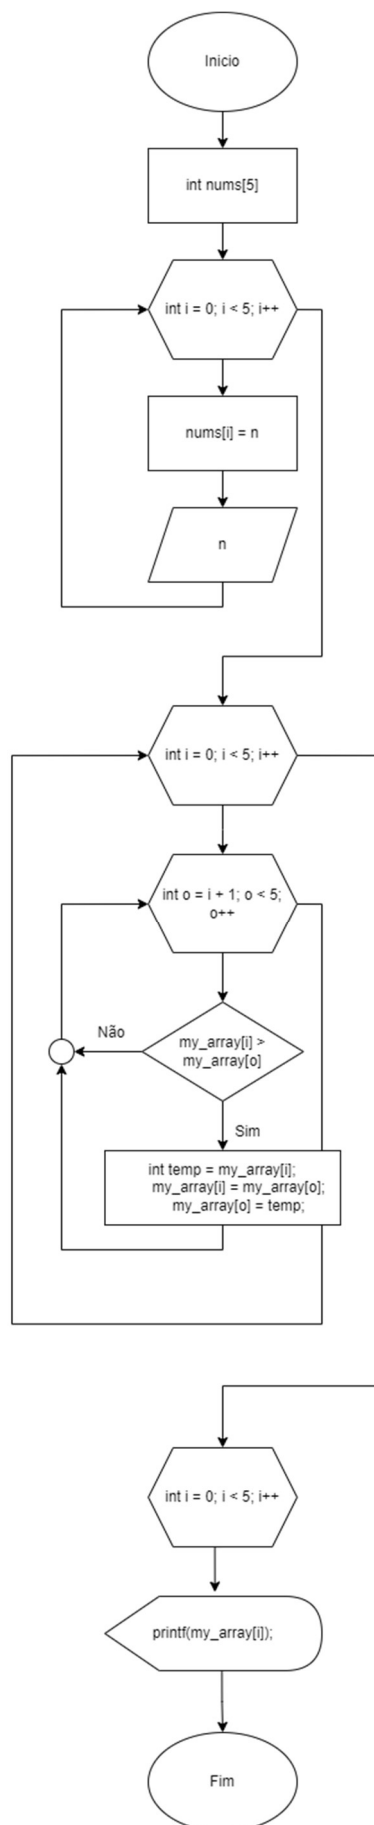 Inicio
int nums[5]
int i = 0; i < 5; i++
nums[i] = n
n
int i = 0; i < 5; i++
int o = i + 1; o < 5;
o++
Não
my_array[i] >
my_array[o]
Sim
int temp = my_array[i];
my_array[i] = my_array[o];
my_array[o] = temp;
int i = 0; i < 5; i++
printf(my_array[i]);
Fim